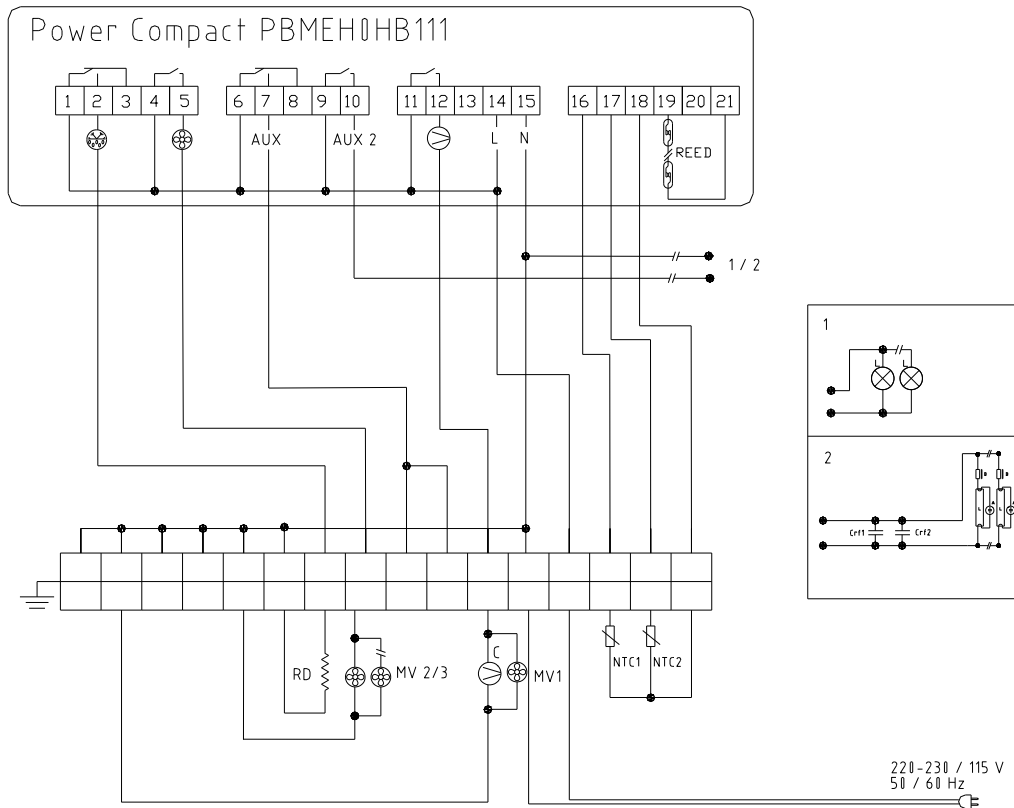 Power Compact PBMEH0HB111
1 2 3 4 5 6 7 8 9 10 11 12 13 14 15 16 17 18 19 20 21
AUX AUX 2 L N REED
1 / 2
1
L L
2
Crf1 Crf2
L L
RD MV 2/3 C MV1 NTC1 NTC2
220-230 / 115 V
50 / 60 Hz